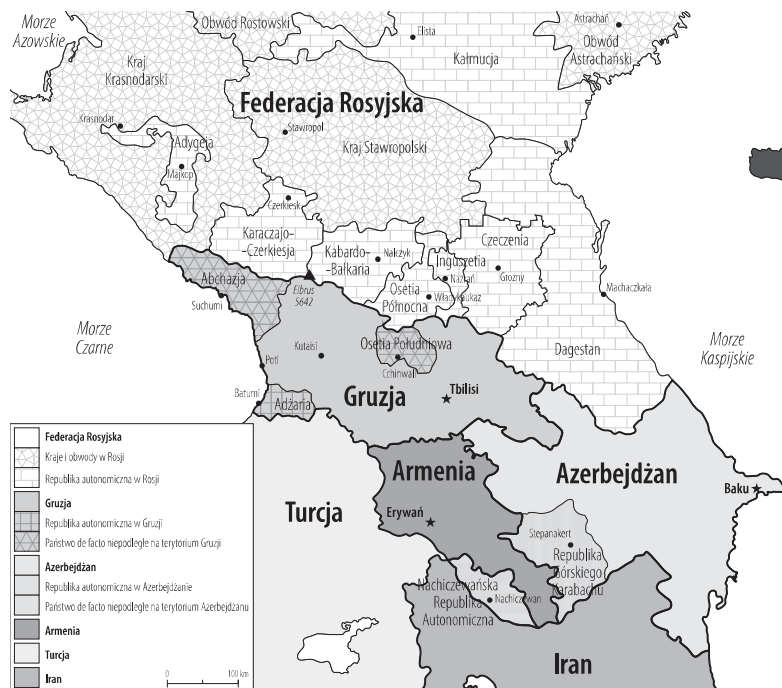 Morze
Azowskie
Obwód Rostowski
Elista
Astrachań
Obwód
Astrachański
Kałmucja
Kraj
Krasnodarski
Federacja Rosyjska
Krasnodar
Stawropol
Adygeja
Kraj Stawropolski
Majkop
Czerkiesk
Karaczajo-
-Czerkiesja
Kabardo-
-Bałkaria
Nalczyk
Czeczenia
Inguszetia
Nazrań
Grozny
Abchazja
Elbrus
5642
Osetia
Północna
Władykaukaz
Machaczkała
Suchumi
Morze
Czarne
Morze
Kaspijskie
Kutaisi
Osetia Południowa
Cchinwali
Dagestan
Poti
Gruzja
Tbilisi
Batumi
Adżaria
Armenia
Azerbejdżan
Turcja
Erywań
Baku
Stepanakert
Republika
Górskiego
Karabachu
Nachiczewańska
Republika
Autonomiczna
Nachiczewan
Iran
Federacja Rosyjska
Kraje i obwody w Rosji
Republika autonomiczna w Rosji
Gruzja
Republika autonomiczna w Gruzji
Państwo de facto niepodległe na terytorium Gruzji
Azerbejdżan
Republika autonomiczna w Azerbejdżanie
Państwo de facto niepodległe na terytorium Azerbejdżanu
Armenia
Turcja
Iran
0 100 km